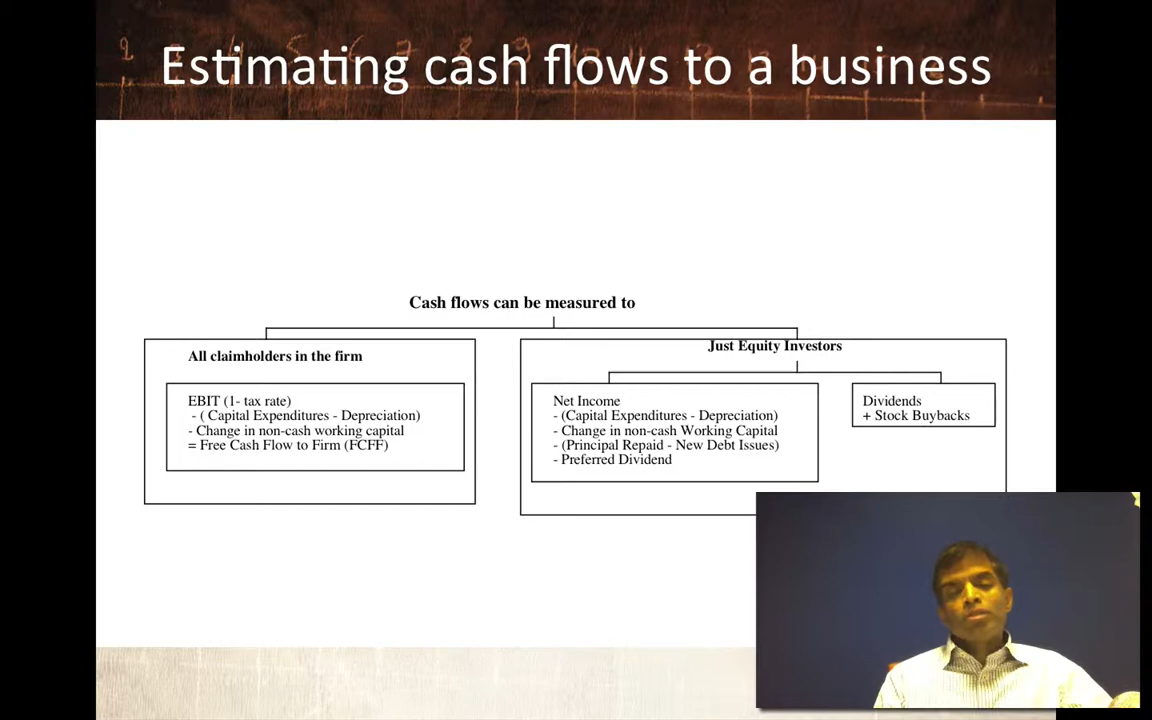 Estimating cash flows to a business
Cash flows can be measured to
All claimholders in the firm
EBIT (1- tax rate)
- ( Capital Expenditures - Depreciation)
- Change in non-cash working capital
= Free Cash Flow to Firm (FCFF)
Just Equity Investors
Net Income
- (Capital Expenditures - Depreciation)
- Change in non-cash Working Capital
- (Principal Repaid - New Debt Issues)
- Preferred Dividend
Dividends
+ Stock Buybacks